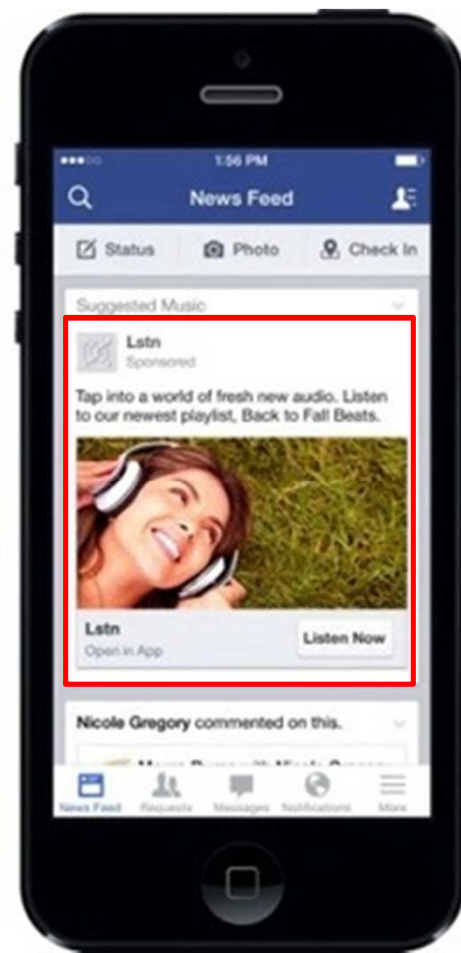 1:56 PM
News Feed
Status Photo Check In
Suggested Music
Lstn
Sponsored
Tap into a world of fresh new audio. Listen
to our newest playlist, Back to Fall Beats.
Lstn
Open in App
Listen Now
Nicole Gregory commented on this.
News Feed Requests Messages Notifications More